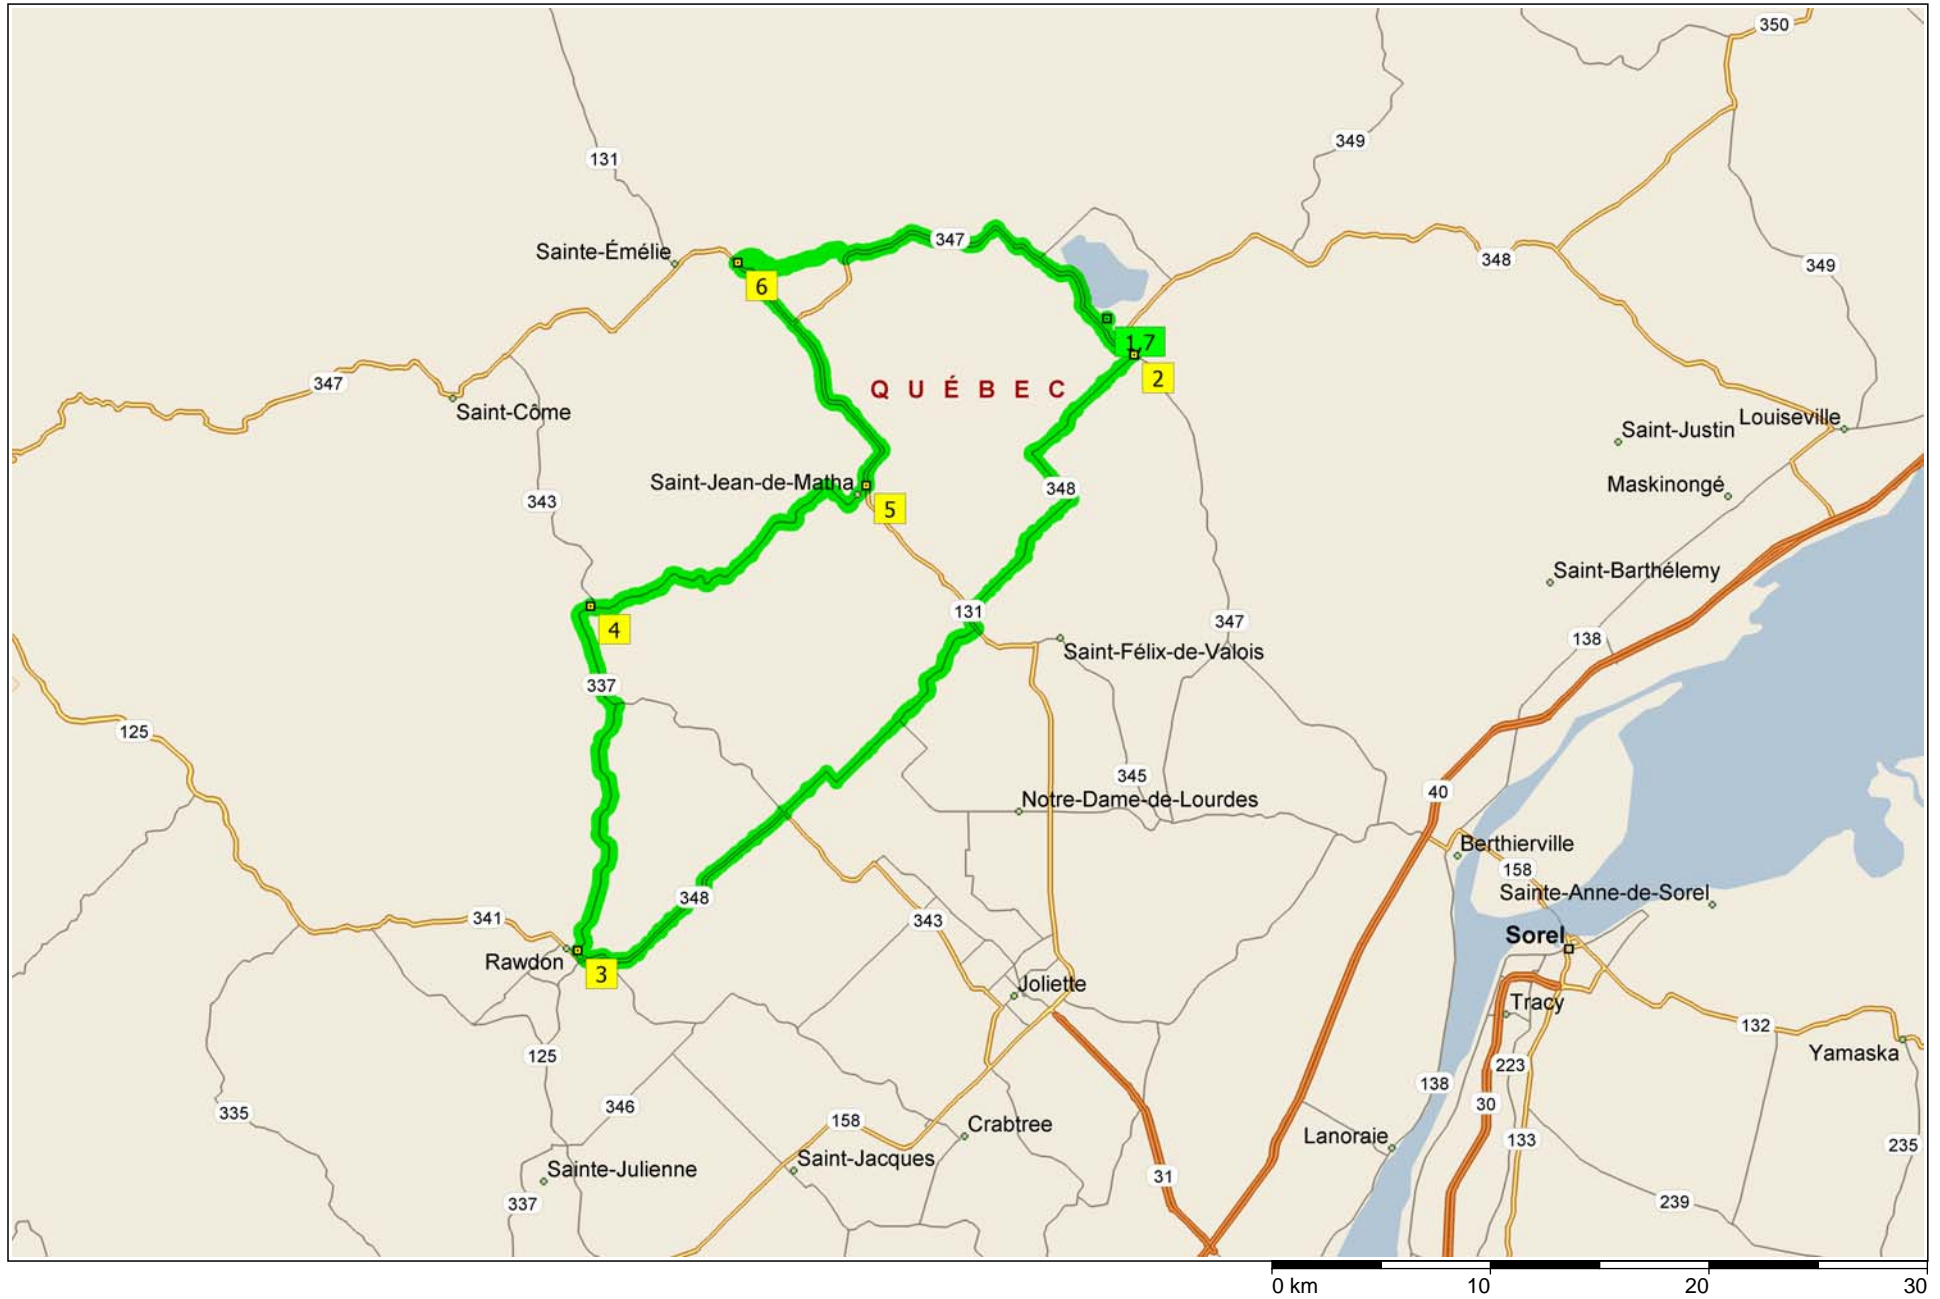 350
349
131
347
Sainte-Émélie
348
349
6
1,7
2
347
QUÉBEC
Saint-Côme
Saint-Justin
Louiseville
Saint-Jean-de-Matha
Maskinongé
343
348
5
Saint-Barthélemy
131
4
347
138
Saint-Félix-de-Valois
337
125
345
40
Notre-Dame-de-Lourdes
Berthierville
158
348
Sainte-Anne-de-Sorel
341
343
Sorel
Rawdon
3
Joliette
Tracy
132
125
Yamaska
223
138
346
30
335
158
Crabtree
Lanoraie
133
235
Saint-Jacques
Sainte-Julienne
31
337
239
0 km
10
20
30